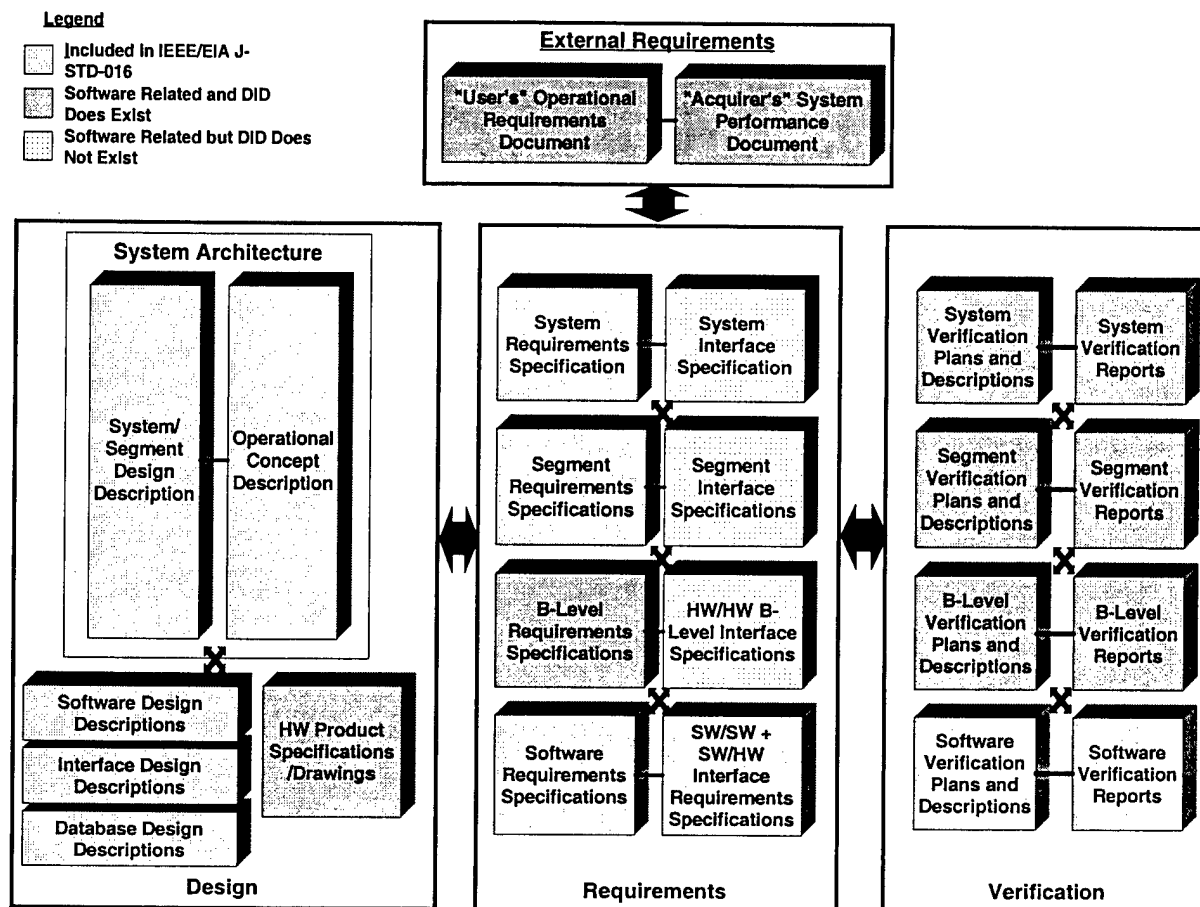 Legend
Included in IEEE/EIA J-
STD-016
Software Related and DID
Does Exist
Software Related but DID Does
Not Exist
External Requirements
"User's" Operational
Requirements
Document
"Acquirer's" System
Performance
Document
System Architecture
System/
Segment
Design
Description
Operational
Concept
Description
Software Design
Descriptions
Interface Design
Descriptions
Database Design
Descriptions
HW Product
Specifications
/Drawings
Design
System
Requirements
Specification
System
Interface
Specification
Segment
Requirements
Specifications
Segment
Interface
Specifications
B-Level
Requirements
Specifications
HW/HW B-
Level Interface
Specifications
Software
Requirements
Specifications
SW/SW +
SW/HW
Interface
Requirements
Specifications
Requirements
System
Verification
Plans and
Descriptions
System
Verification
Reports
Segment
Verification
Plans and
Descriptions
Segment
Verification
Reports
B-Level
Verification
Plans and
Descriptions
B-Level
Verification
Reports
Software
Verification
Plans and
Descriptions
Software
Verification
Reports
Verification